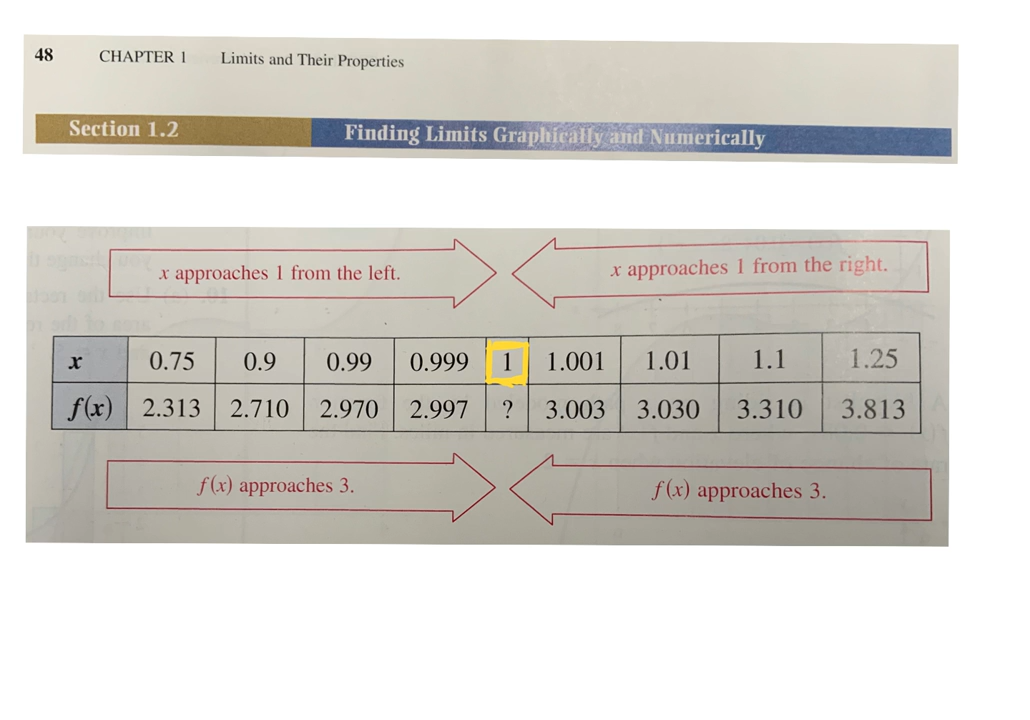 48 CHAPTER 1 Limits and Their Properties
Section 1.2 Finding Limits Graphically and Numerically
x approaches 1 from the left. x approaches 1 from the right.
x 0.75 0.9 0.99 0.999 1 1.001 1.01 1.1 1.25
f(x) 2.313 2.710 2.970 2.997 ? 3.003 3.030 3.310 3.813
f(x) approaches 3. f(x) approaches 3.